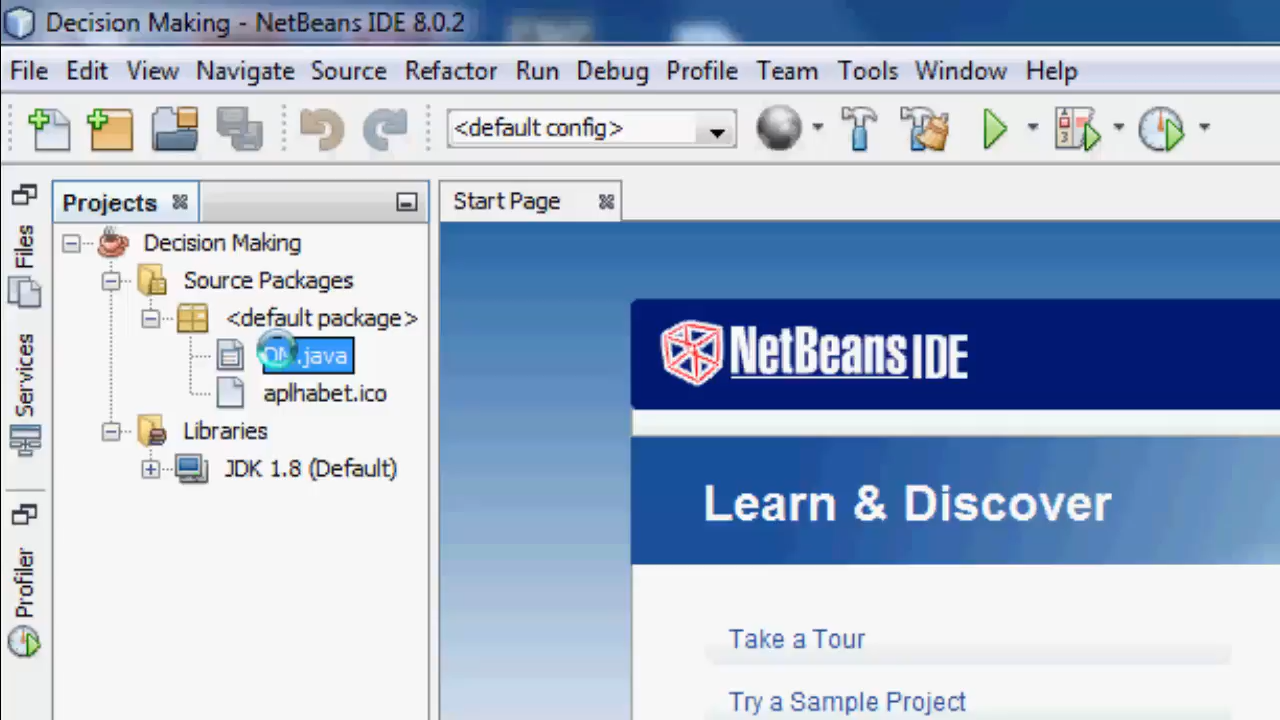 Decision Making - NetBeans IDE 8.0.2
File Edit View Navigate Source Refactor Run Debug Profile Team Tools Window Help
<default config>
Projects
Start Page
Files
Services
Profiler
Decision Making
Source Packages
<default package>
DM.java
aplhabet.ico
Libraries
JDK 1.8 (Default)
NetBeans IDE
Learn & Discover
Take a Tour
Try a Sample Project